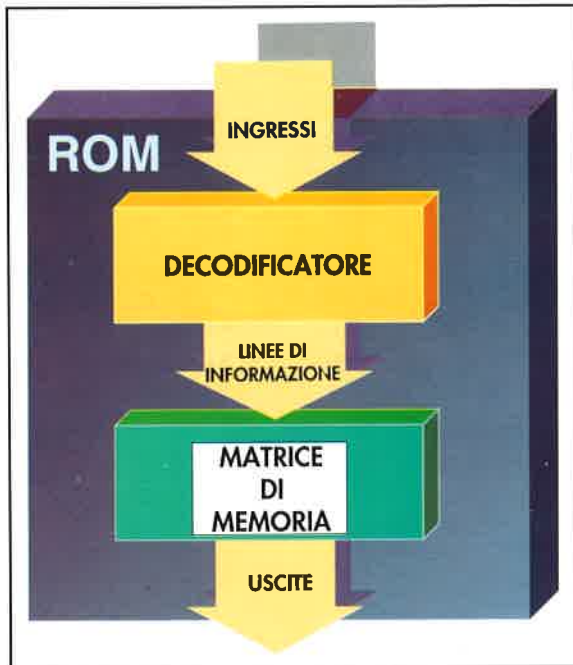 INGRESSI
ROM
DECODIFICATORE
LINEE DI
INFORMAZIONE
MATRICE
DI
MEMORIA
USCITE